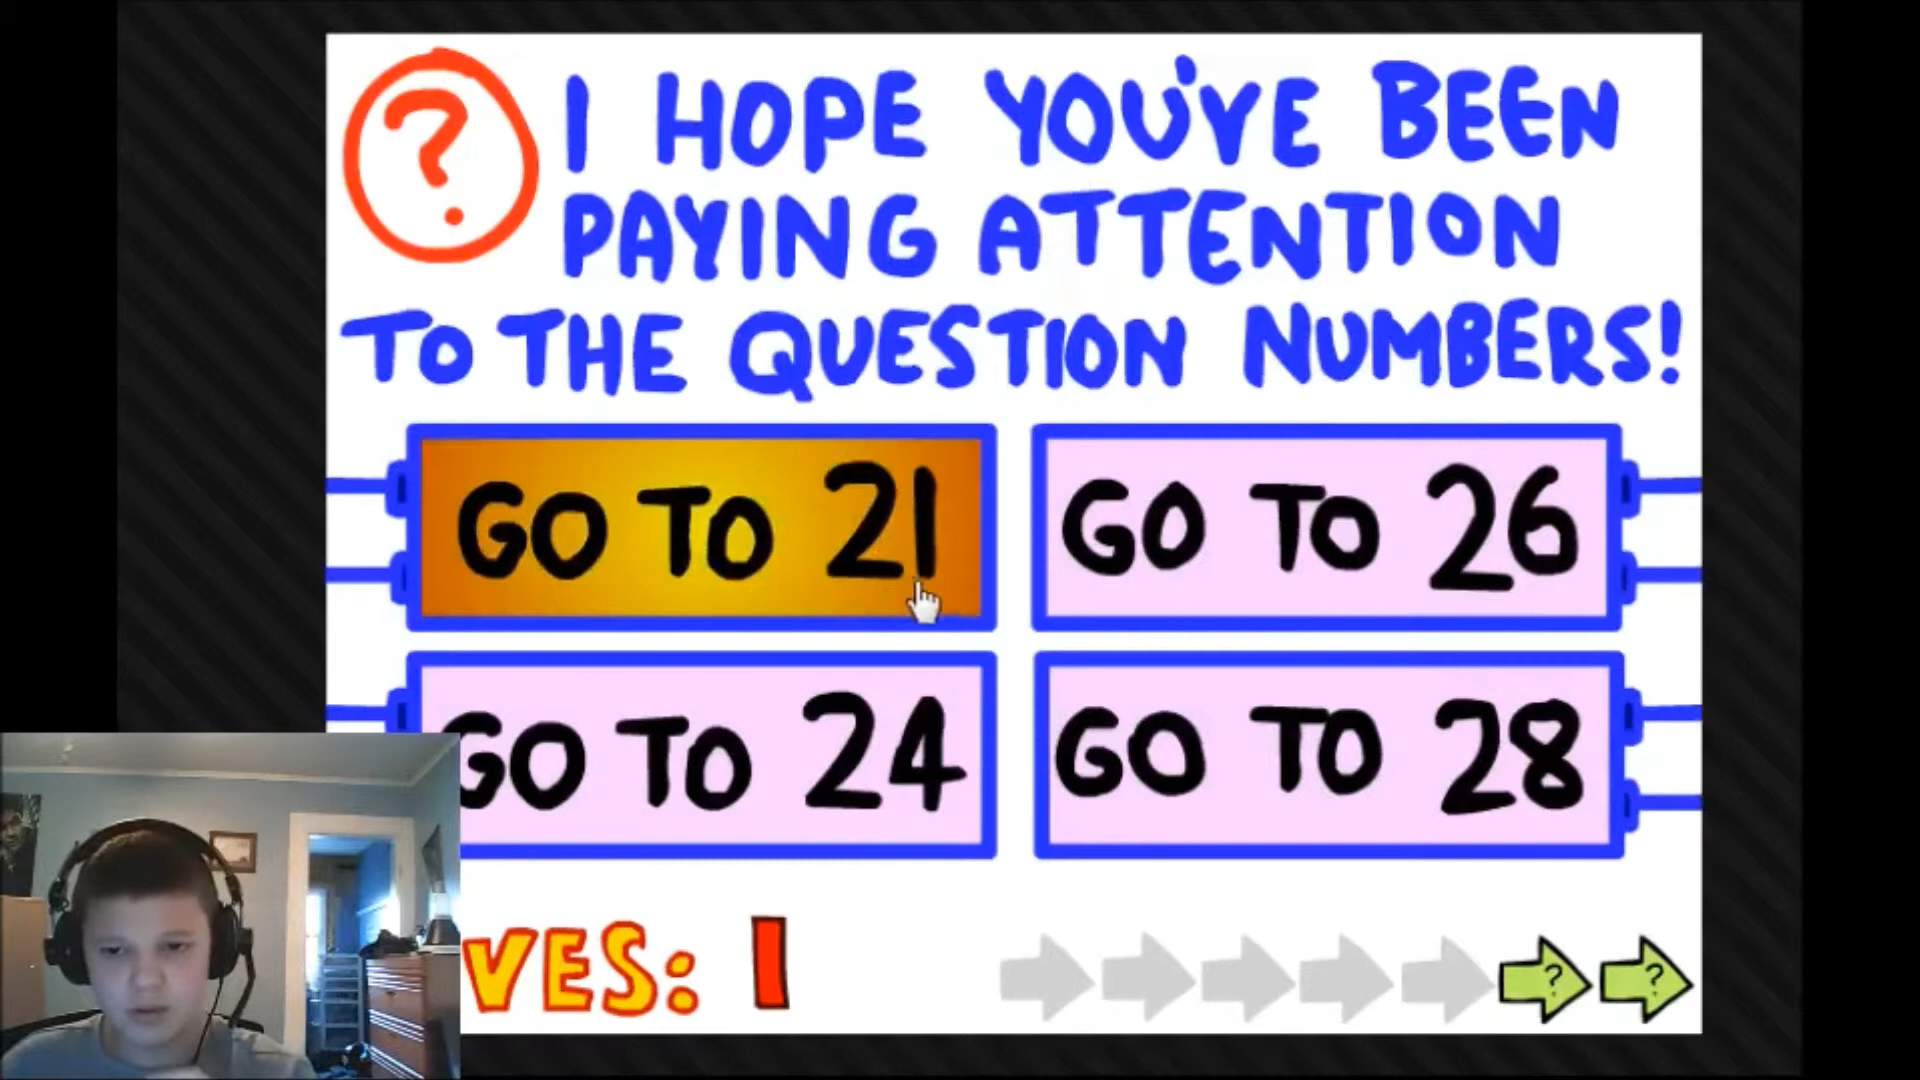 ? I HOPE YOU'VE BEEN
PAYING ATTENTION
TO THE QUESTION NUMBERS!
GO TO 21
GO TO 26
GO TO 24
GO TO 28
VES: 1
? ?